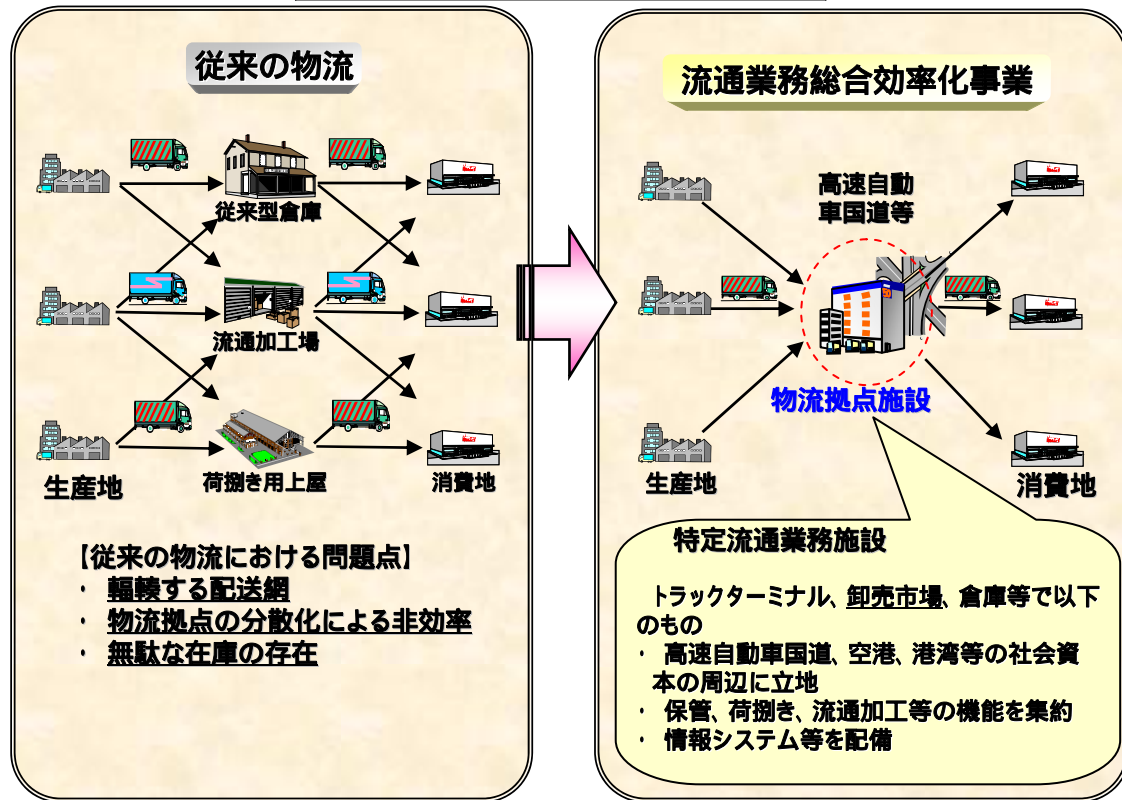 従来の物流
従来型倉庫
流通加工場
荷捌き用上屋
生産地
消費地
【従来の物流における問題点】
・ 輻輳する配送網
・ 物流拠点の分散化による非効率
・ 無駄な在庫の存在
流通業務総合効率化事業
高速自動
車国道等
物流拠点施設
生産地
消費地
特定流通業務施設
トラックターミナル、卸売市場、倉庫等で以下
のもの
・ 高速自動車国道、空港、港湾等の社会資
本の周辺に立地
・ 保管、荷捌き、流通加工等の機能を集約
・ 情報システム等を配備